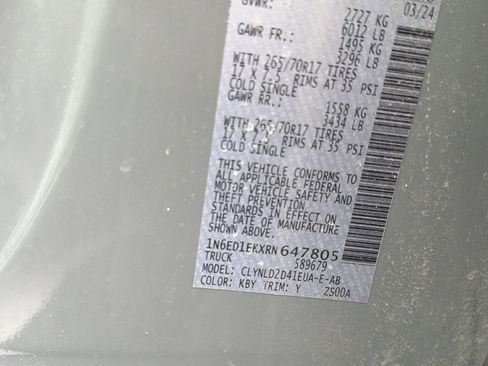 GVWR:
03/24
2727 KG
6012 LB
GAWR FR.:
1495 KG
3296 LB
WITH 265/70R17 TIRES
17 X 7.5 RIMS AT 35 PSI
COLD SINGLE
GAWR RR.:
1558 KG
3434 LB
WITH 265/70R17 TIRES
17 X 7.5 RIMS AT 35 PSI
COLD SINGLE
THIS VEHICLE CONFORMS TO
ALL APPLICABLE FEDERAL
MOTOR VEHICLE SAFETY AND
THEFT PREVENTION
STANDARDS IN EFFECT ON
THE DATE OF MANUFACTURE
1N6ED1EKXRN647805
TRUCK 589679
MODEL: CLYNLD2D41EUA-E-AB
COLOR: KBY TRIM: Y ZS00A